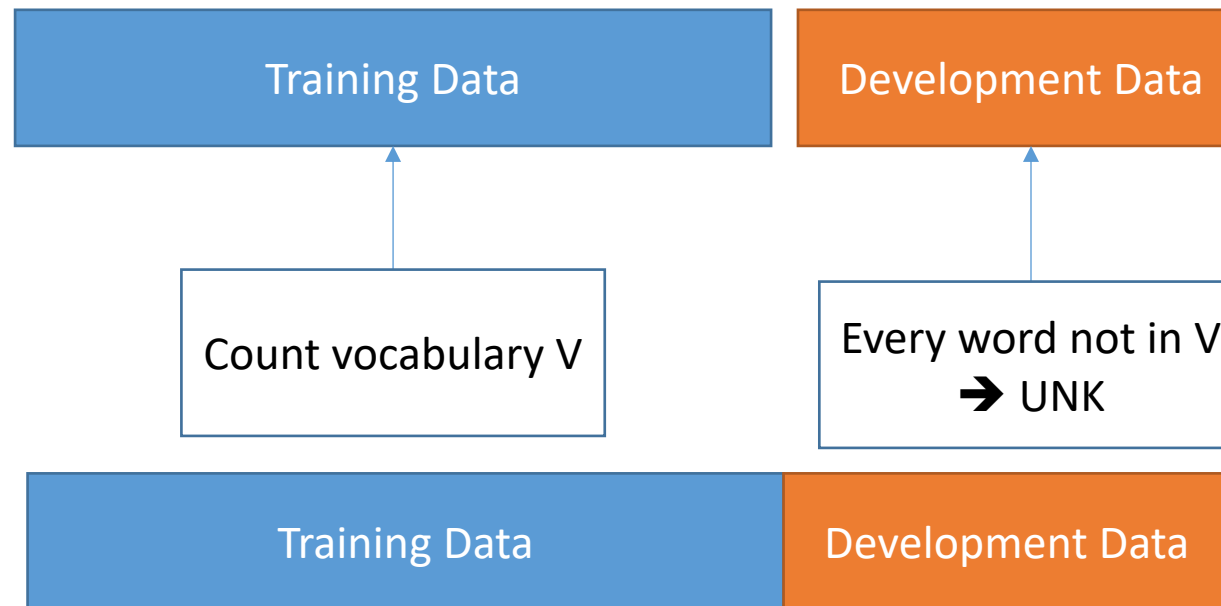 Training Data
Development Data
Count vocabulary V
Every word not in V
➔ UNK
Training Data
Development Data